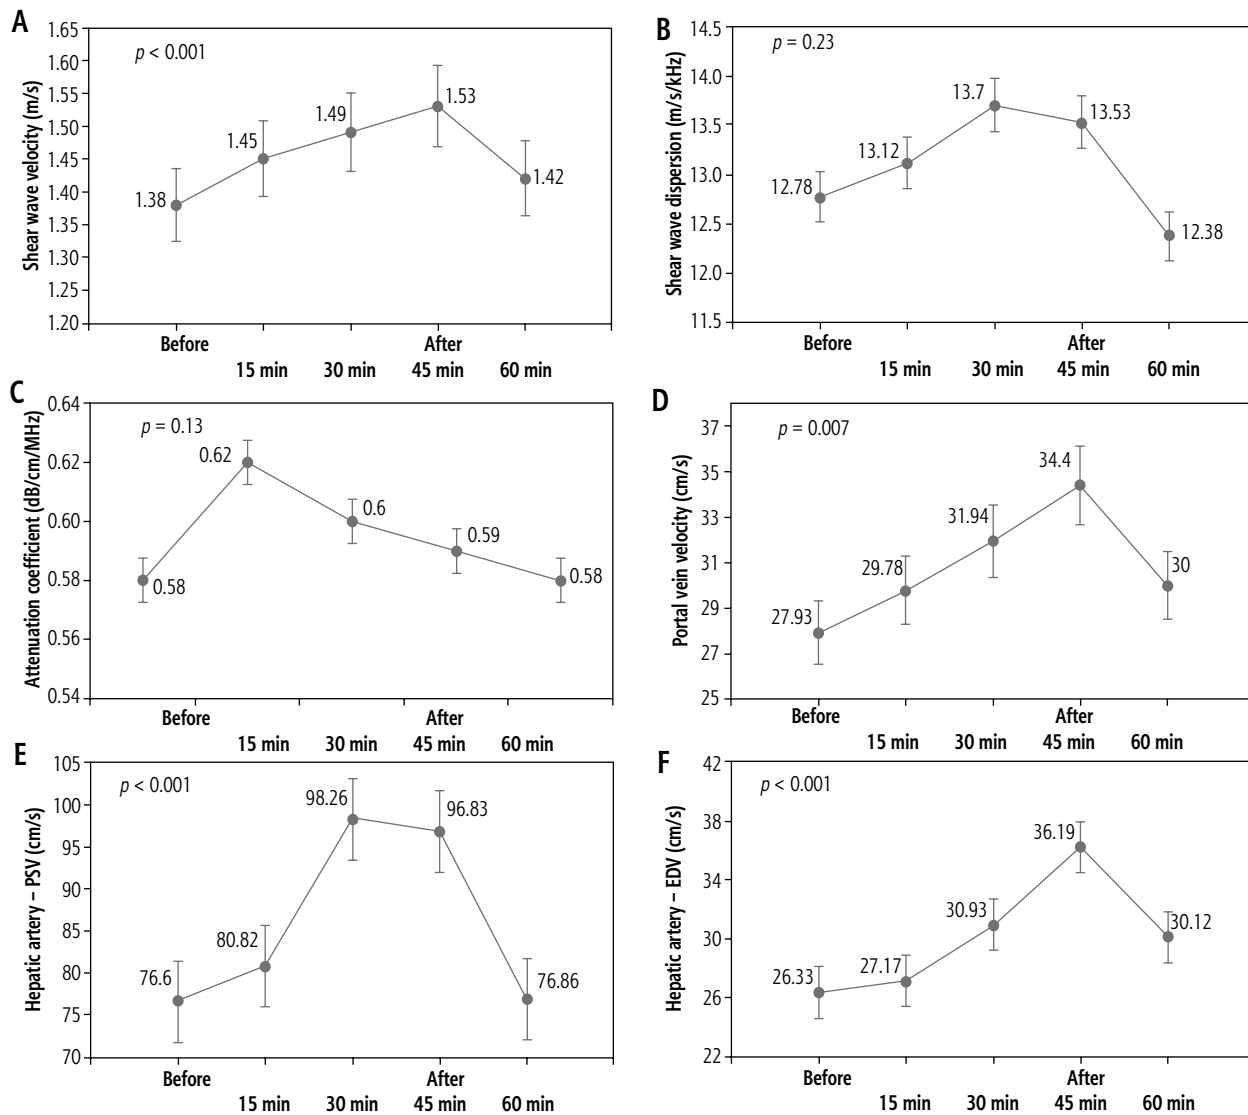 A
p < 0.001
Shear wave velocity (m/s)
1.65
1.60
1.55
1.50
1.45
1.40
1.35
1.30
1.25
1.20
1.38
1.45
1.49
1.53
1.42
Before After
15 min 30 min 45 min 60 min
B
p = 0.23
Shear wave dispersion (m/s/kHz)
14.5
14.0
13.5
13.0
12.5
12.0
11.5
12.78
13.12
13.7
13.53
12.38
Before After
15 min 30 min 45 min 60 min
C
p = 0.13
Attenuation coefficient (dB/cm/MHz)
0.64
0.62
0.60
0.58
0.56
0.54
0.58
0.62
0.6
0.59
0.58
Before After
15 min 30 min 45 min 60 min
D
p = 0.007
Portal vein velocity (cm/s)
37
35
33
31
29
27
25
27.93
29.78
31.94
34.4
30
Before After
15 min 30 min 45 min 60 min
E
p < 0.001
Hepatic artery – PSV (cm/s)
105
100
95
90
85
80
75
70
76.6
80.82
98.26
96.83
76.86
Before After
15 min 30 min 45 min 60 min
F
p < 0.001
Hepatic artery – EDV (cm/s)
42
38
34
30
26
22
26.33
27.17
30.93
36.19
30.12
Before After
15 min 30 min 45 min 60 min